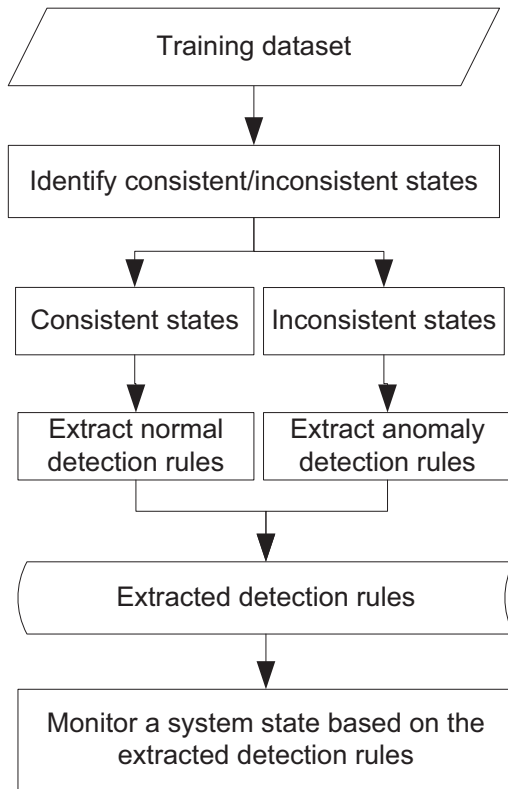 Training dataset
Identify consistent/inconsistent states
Consistent states
Inconsistent states
Extract normal
detection rules
Extract anomaly
detection rules
Extracted detection rules
Monitor a system state based on the
extracted detection rules